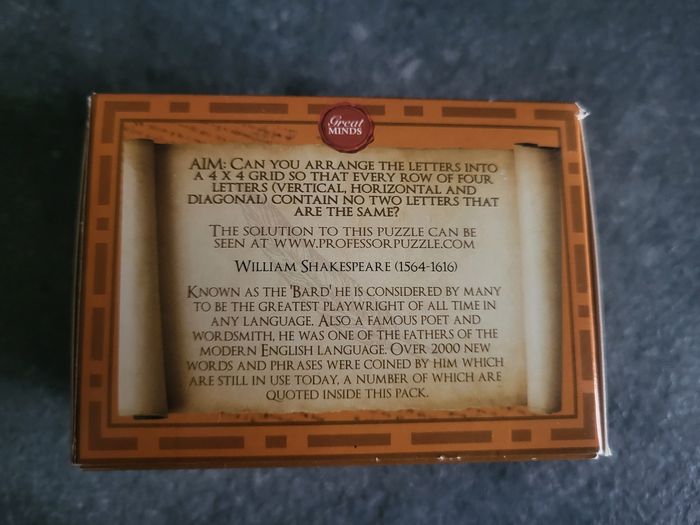 Great
MINDS
AIM: CAN YOU ARRANGE THE LETTERS INTO
A 4 X 4 GRID SO THAT EVERY ROW OF FOUR
LETTERS (VERTICAL, HORIZONTAL AND
DIAGONAL) CONTAIN NO TWO LETTERS THAT
ARE THE SAME?
THE SOLUTION TO THIS PUZZLE CAN BE
SEEN AT WWW.PROFESSORPUZZLE.COM
WILLIAM SHAKESPEARE (1564-1616)
KNOWN AS THE 'BARD' HE IS CONSIDERED BY MANY
TO BE THE GREATEST PLAYWRIGHT OF ALL TIME IN
ANY LANGUAGE. ALSO A FAMOUS POET AND
WORDSMITH, HE WAS ONE OF THE FATHERS OF THE
MODERN ENGLISH LANGUAGE. OVER 2000 NEW
WORDS AND PHRASES WERE COINED BY HIM WHICH
ARE STILL IN USE TODAY, A NUMBER OF WHICH ARE
QUOTED INSIDE THIS PACK.